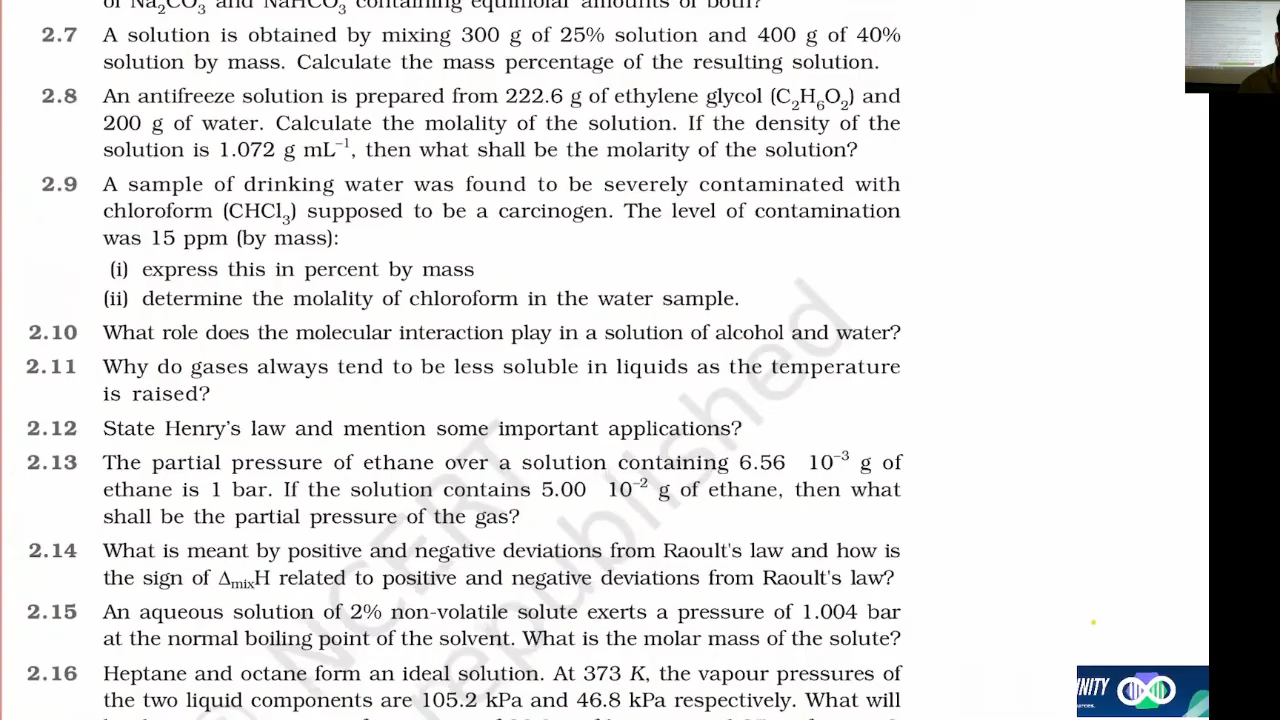 of Na₂CO₃ and NaHCO₃ containing equimolar amounts of both?
2.7 A solution is obtained by mixing 300 g of 25% solution and 400 g of 40%
solution by mass. Calculate the mass percentage of the resulting solution.
2.8 An antifreeze solution is prepared from 222.6 g of ethylene glycol (C₂H₆O₂) and
200 g of water. Calculate the molality of the solution. If the density of the
solution is 1.072 g mL⁻¹, then what shall be the molarity of the solution?
2.9 A sample of drinking water was found to be severely contaminated with
chloroform (CHCl₃) supposed to be a carcinogen. The level of contamination
was 15 ppm (by mass):
(i) express this in percent by mass
(ii) determine the molality of chloroform in the water sample.
2.10 What role does the molecular interaction play in a solution of alcohol and water?
2.11 Why do gases always tend to be less soluble in liquids as the temperature
is raised?
2.12 State Henry's law and mention some important applications?
2.13 The partial pressure of ethane over a solution containing 6.56 10⁻³ g of
ethane is 1 bar. If the solution contains 5.00 10⁻² g of ethane, then what
shall be the partial pressure of the gas?
2.14 What is meant by positive and negative deviations from Raoult's law and how is
the sign of ΔmixH related to positive and negative deviations from Raoult's law?
2.15 An aqueous solution of 2% non-volatile solute exerts a pressure of 1.004 bar
at the normal boiling point of the solvent. What is the molar mass of the solute?
2.16 Heptane and octane form an ideal solution. At 373 K, the vapour pressures of
the two liquid components are 105.2 kPa and 46.8 kPa respectively. What will
NCERT
republished